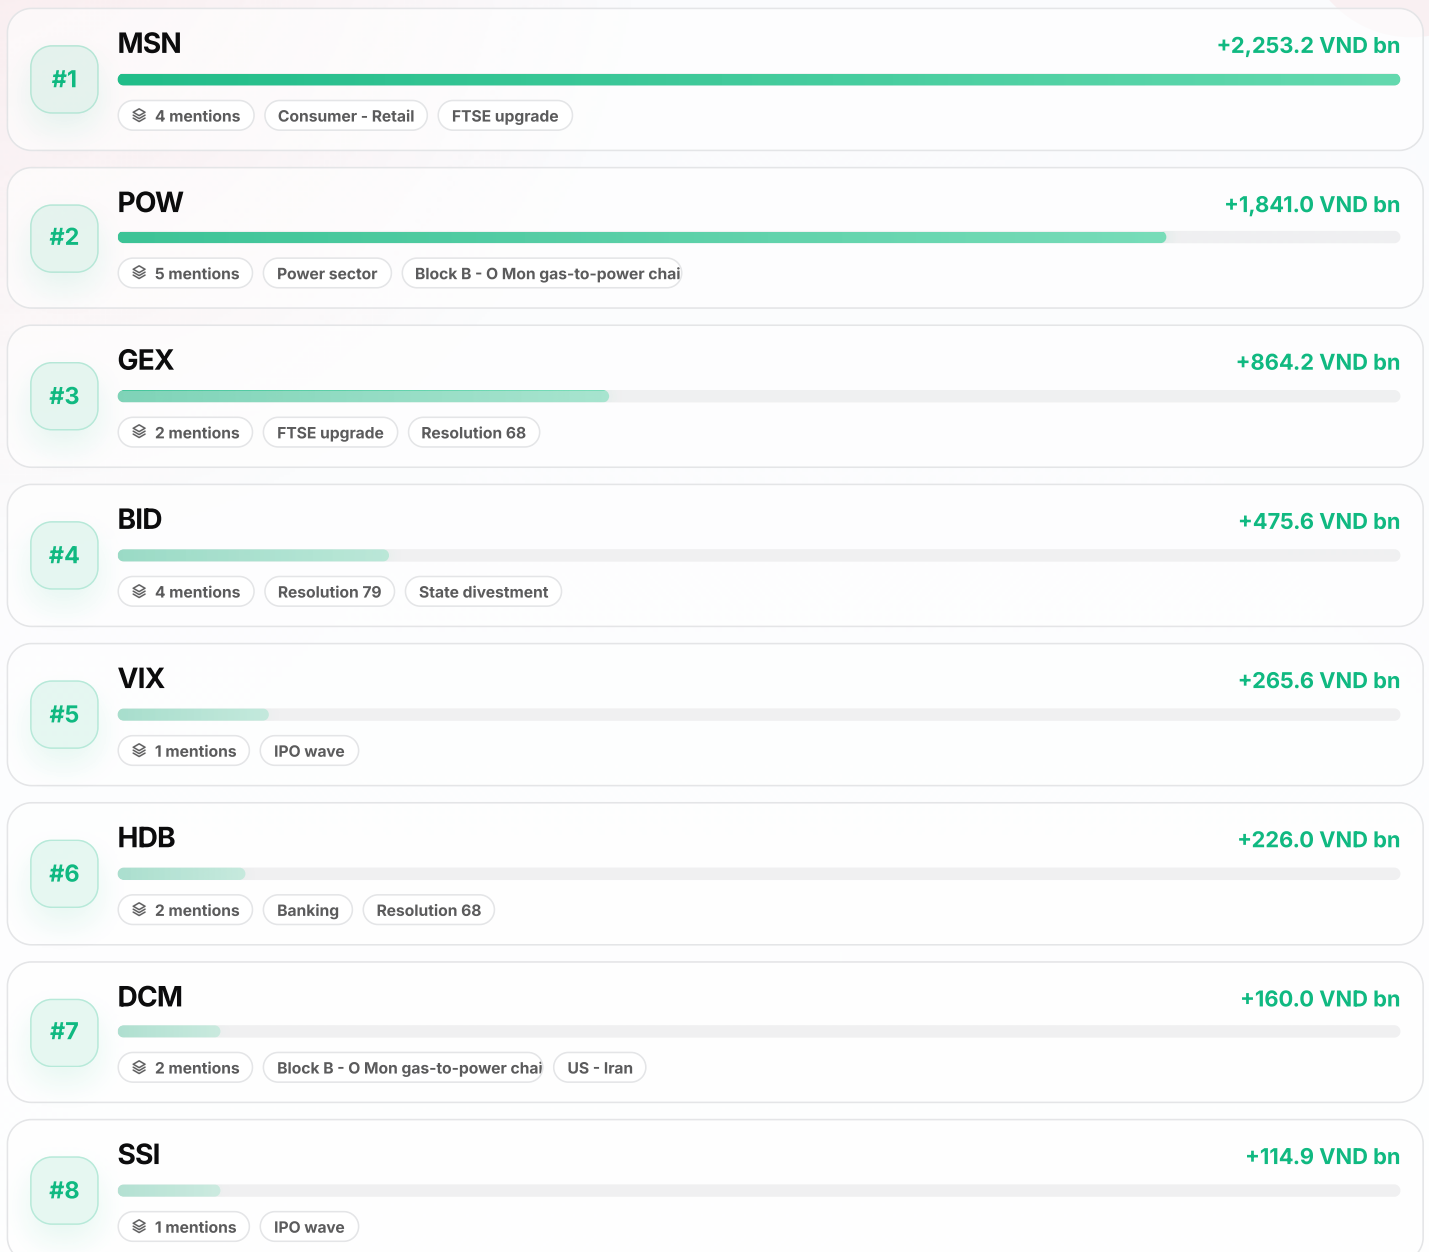 MSN
+2,253.2 VND bn
#1
4 mentions
Consumer - Retail
FTSE upgrade
POW
+1,841.0 VND bn
#2
5 mentions
Power sector
Block B - O Mon gas-to-power chai
GEX
+864.2 VND bn
#3
2 mentions
FTSE upgrade
Resolution 68
BID
+475.6 VND bn
#4
4 mentions
Resolution 79
State divestment
VIX
+265.6 VND bn
#5
1 mentions
IPO wave
HDB
+226.0 VND bn
#6
2 mentions
Banking
Resolution 68
DCM
+160.0 VND bn
#7
2 mentions
Block B - O Mon gas-to-power chai
US - Iran
SSI
+114.9 VND bn
#8
1 mentions
IPO wave